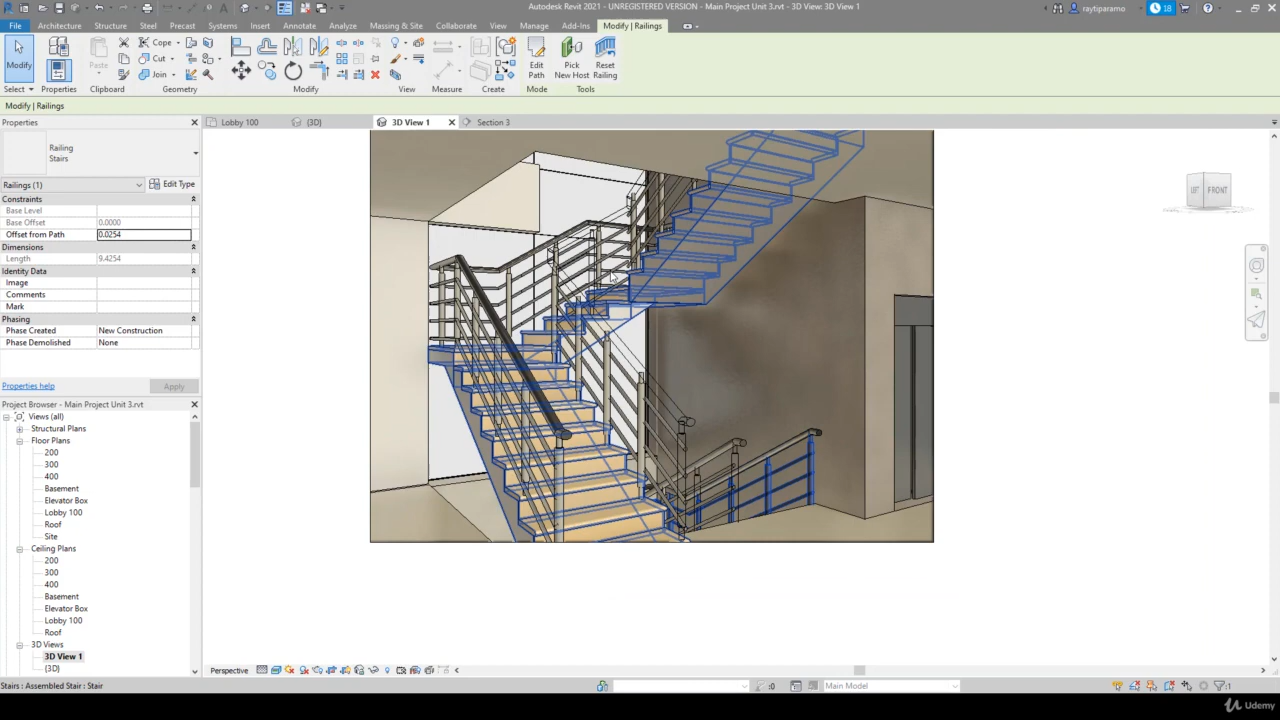 Autodesk Revit 2021 - UNREGISTERED VERSION - Main Project Unit 3.rvt - 3D View: 3D View 1
raytiparamo
18
File
Architecture
Structure
Steel
Precast
Systems
Insert
Annotate
Analyze
Massing & Site
Collaborate
View
Manage
Add-Ins
Modify | Railings
Modify
Select
Properties
Paste
Clipboard
Cope
Cut
Join
Geometry
Modify
View
Measure
Create
Edit
Path
Mode
Pick
New Host
Reset
Railing
Tools
Modify | Railings
Properties
Lobby 100
{3D}
3D View 1
Section 3
Railing
Stairs
Railings (1)
Edit Type
Constraints
Base Level
Base Offset 0.0000
Offset from Path 0.0254
Dimensions
Length 9.4254
Identity Data
Image
Comments
Mark
Phasing
Phase Created New Construction
Phase Demolished None
Properties help
Apply
Project Browser - Main Project Unit 3.rvt
Views (all)
Structural Plans
Floor Plans
200
300
400
Basement
Elevator Box
Lobby 100
Roof
Site
Ceiling Plans
200
300
400
Basement
Elevator Box
Lobby 100
Roof
3D Views
3D View 1
{3D}
LEFT
FRONT
Perspective
Stairs : Assembled Stair : Stair
:0
Main Model
:1
Udemy